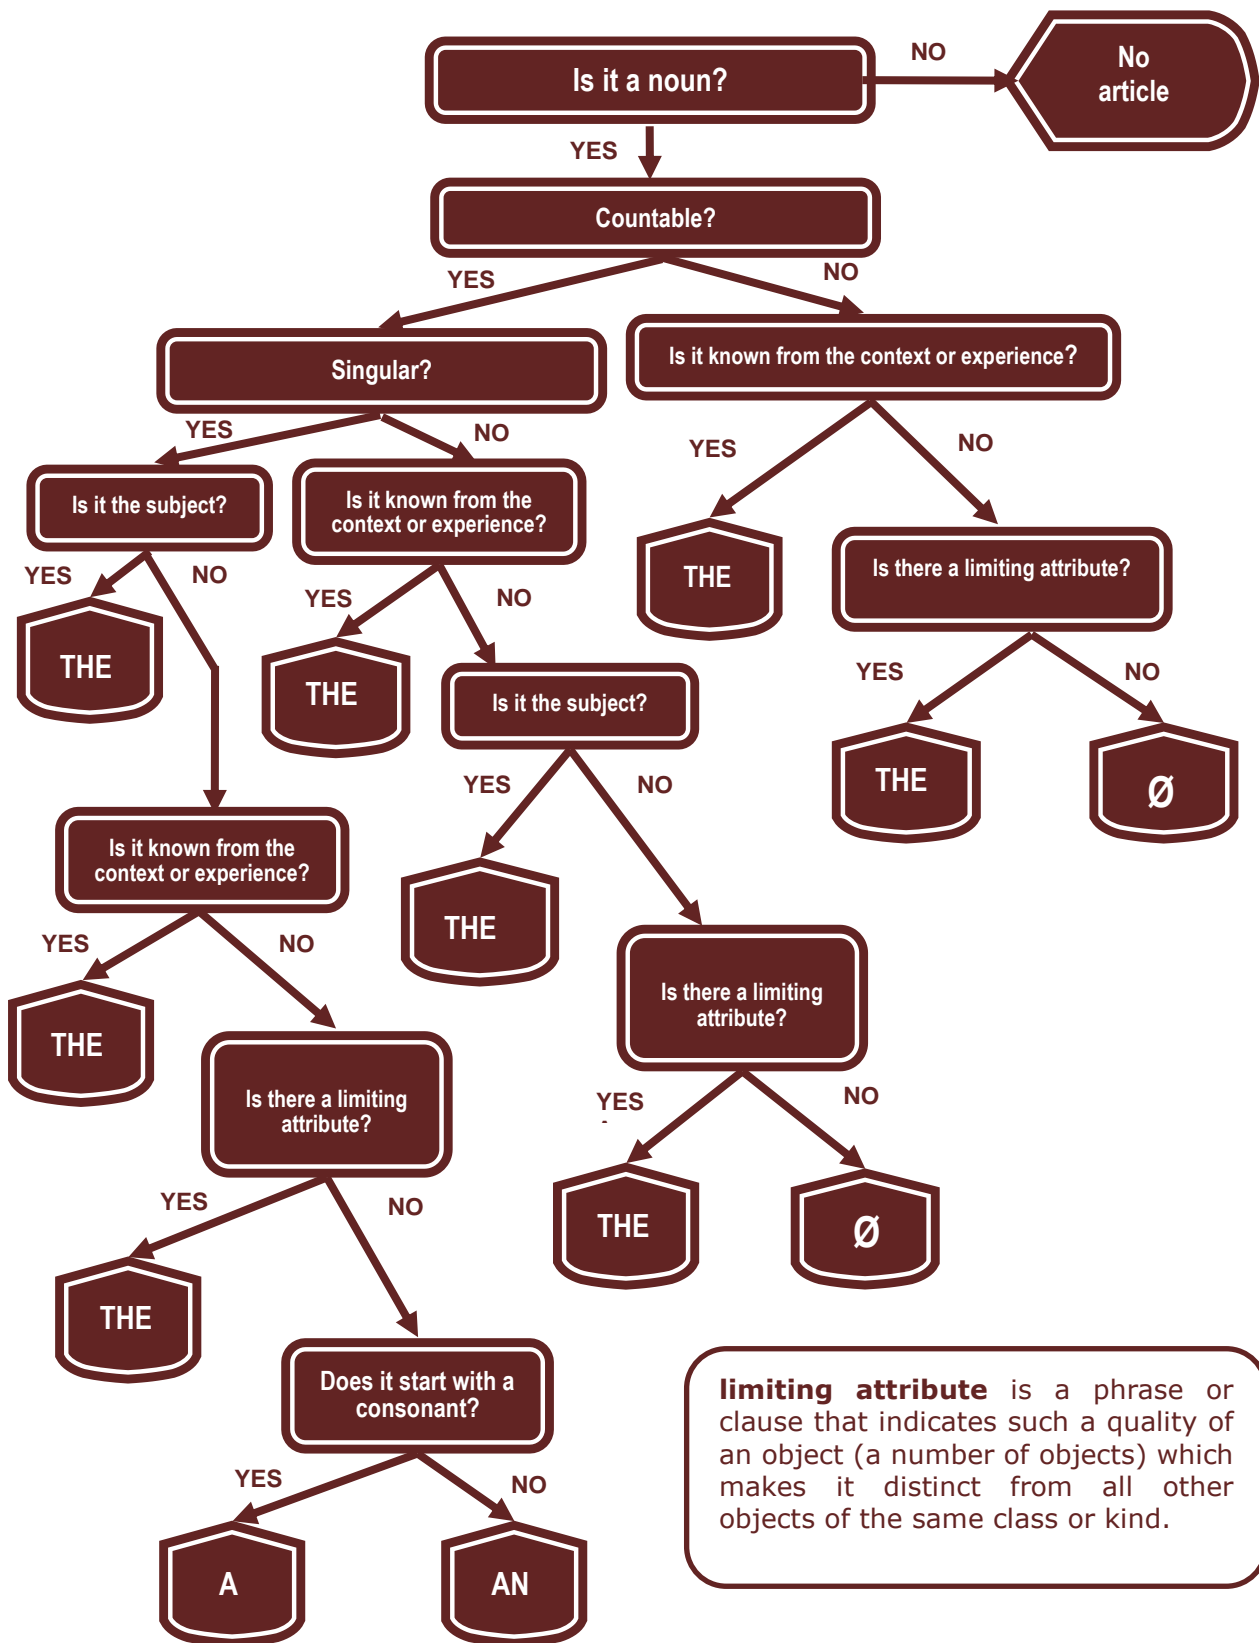 Is it a noun?
NO
No
article
YES
Countable?
YES
NO
Singular?
Is it known from the context or experience?
YES
NO
YES
NO
Is it the subject?
Is it known from the
context or experience?
THE
Is there a limiting attribute?
YES
NO
YES
NO
THE
THE
Is it the subject?
YES
NO
THE
Ø
YES
NO
Is it known from the
context or experience?
THE
YES
NO
Is there a limiting
attribute?
THE
Is there a limiting
attribute?
YES
NO
THE
Ø
YES
NO
THE
Does it start with a
consonant?
YES
NO
A
AN
limiting attribute is a phrase or
clause that indicates such a quality of
an object (a number of objects) which
makes it distinct from all other
objects of the same class or kind.